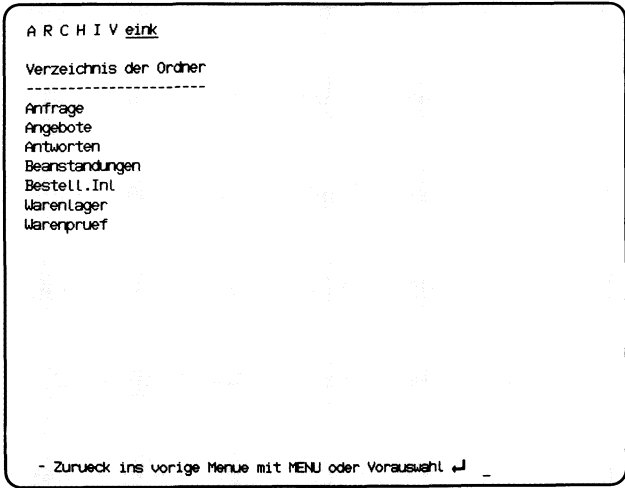 A R C H I V eink
Verzeichnis der Ordner
----------------------
Anfrage
Angebote
Antworten
Beanstandungen
Bestell.Inl
Warenlager
Warenpruef
- Zurueck ins vorige Menue mit MENU oder Vorauswahl ↵ _